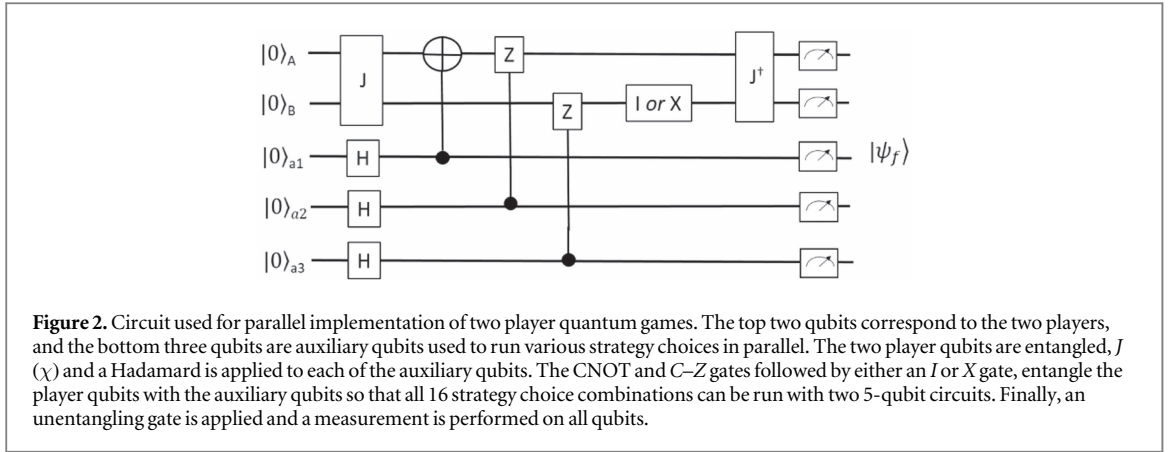 |0⟩A J Z J†
|0⟩B Z I or X
|0⟩a1 H |ψf⟩
|0⟩a2 H
|0⟩a3 H
Figure 2. Circuit used for parallel implementation of two player quantum games. The top two qubits correspond to the two players,
and the bottom three qubits are auxiliary qubits used to run various strategy choices in parallel. The two player qubits are entangled, J
(χ) and a Hadamard is applied to each of the auxiliary qubits. The CNOT and C–Z gates followed by either an I or X gate, entangle the
player qubits with the auxiliary qubits so that all 16 strategy choice combinations can be run with two 5-qubit circuits. Finally, an
unentangling gate is applied and a measurement is performed on all qubits.